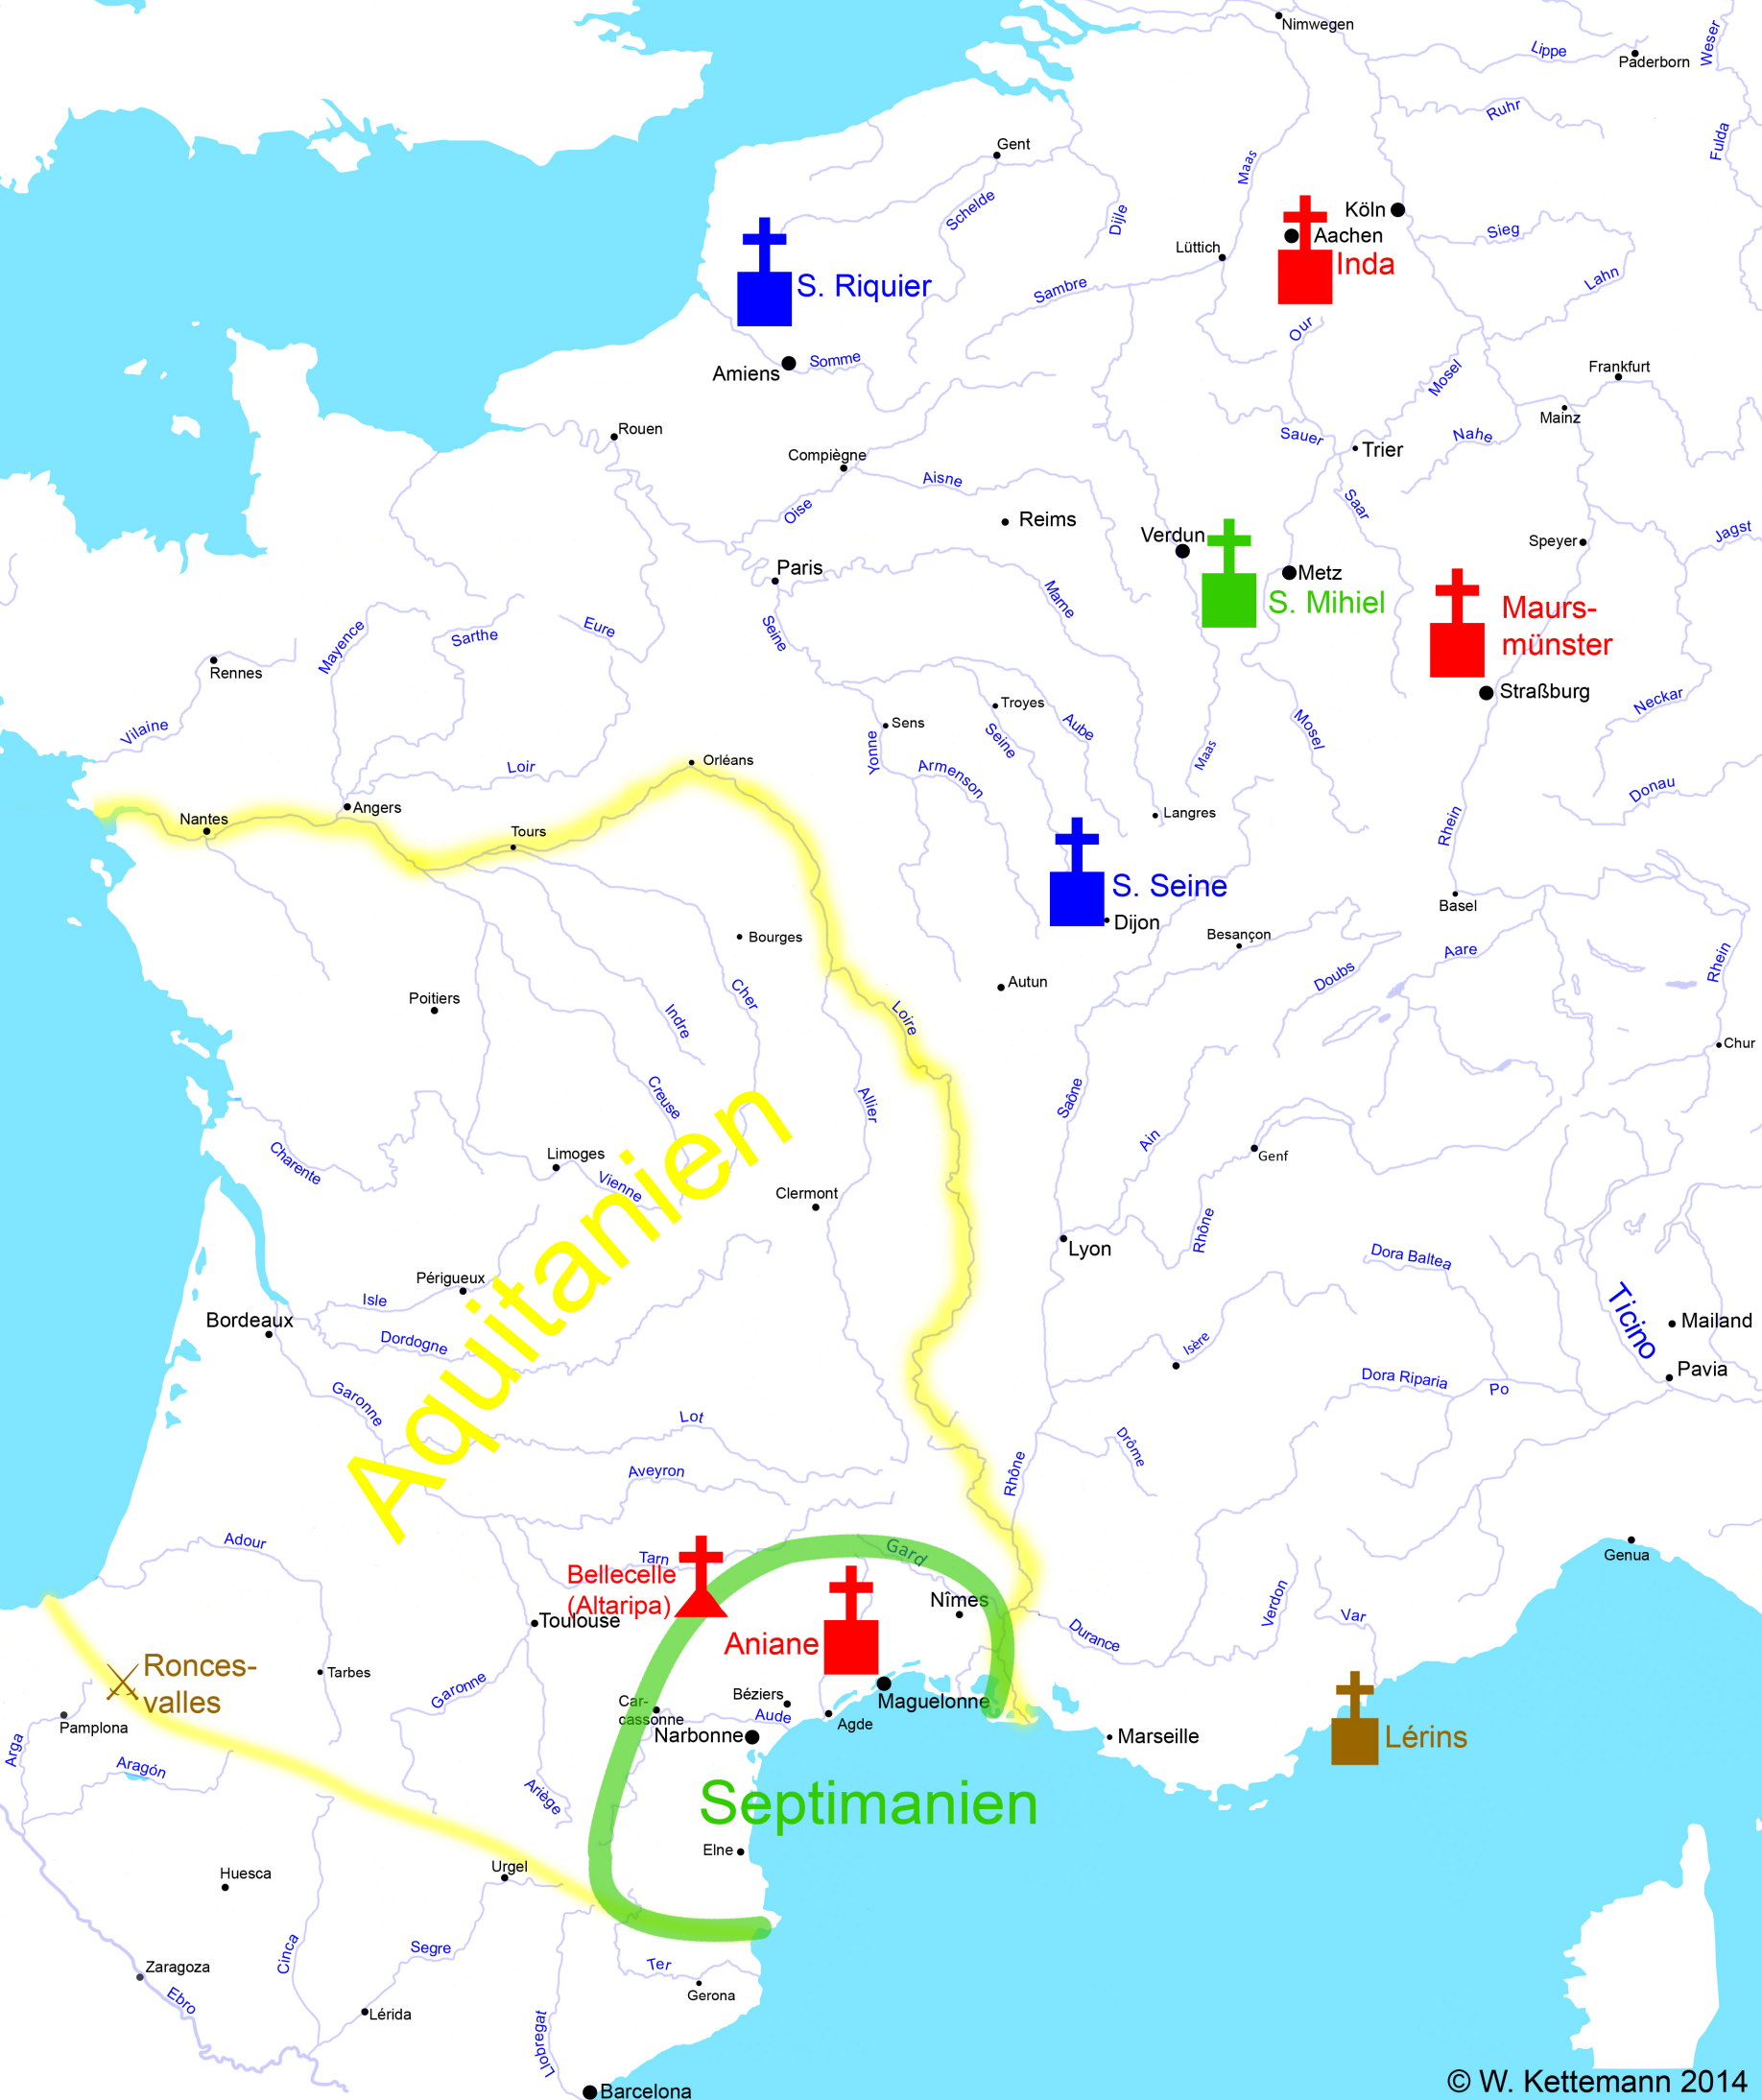 Nimwegen
Lippe
Weser
Paderborn
Ruhr
Fulda
Gent
Maas
Schelde
Dijle
Köln
Aachen
Sieg
Lüttich
Inda
Lahn
S. Riquier
Sambre
Our
Amiens
Somme
Mosel
Frankfurt
Mainz
Rouen
Sauer
Nahe
Trier
Compiègne
Aisne
Oise
Saar
Reims
Verdun
Speyer
Jagst
Paris
Metz
Marne
S. Mihiel
Maurs-
münster
Seine
Eure
Sarthe
Mayence
Rennes
Straßburg
Neckar
Troyes
Sens
Aube
Seine
Mosel
Vilaine
Yonne
Maas
Armenson
Loir
Orléans
Donau
Angers
Nantes
Langres
Tours
Rhein
S. Seine
Basel
Dijon
Bourges
Besançon
Aare
Rhein
Doubs
Autun
Poitiers
Cher
Indre
Loire
Chur
Creuse
Allier
Saône
Ain
Genf
Charente
Limoges
Vienne
Clermont
Aquitanien
Rhône
Lyon
Dora Baltea
Périgueux
Isle
Ticino
Bordeaux
Mailand
Dordogne
Isère
Pavia
Dora Riparia
Po
Garonne
Lot
Drôme
Aveyron
Rhône
Adour
Gard
Tarn
Genua
Bellecelle
(Altaripa)
Nîmes
Toulouse
Verdon
Var
Durance
Aniane
Ronces-
valles
Tarbes
Garonne
Béziers
Maguelonne
Car-
cassonne
Aude
Agde
Pamplona
Narbonne
Marseille
Lérins
Arga
Aragón
Ariège
Septimanien
Elne
Urgel
Huesca
Cinca
Segre
Ter
Zaragoza
Gerona
Ebro
Lérida
Llobregat
Barcelona
© W. Kettemann 2014